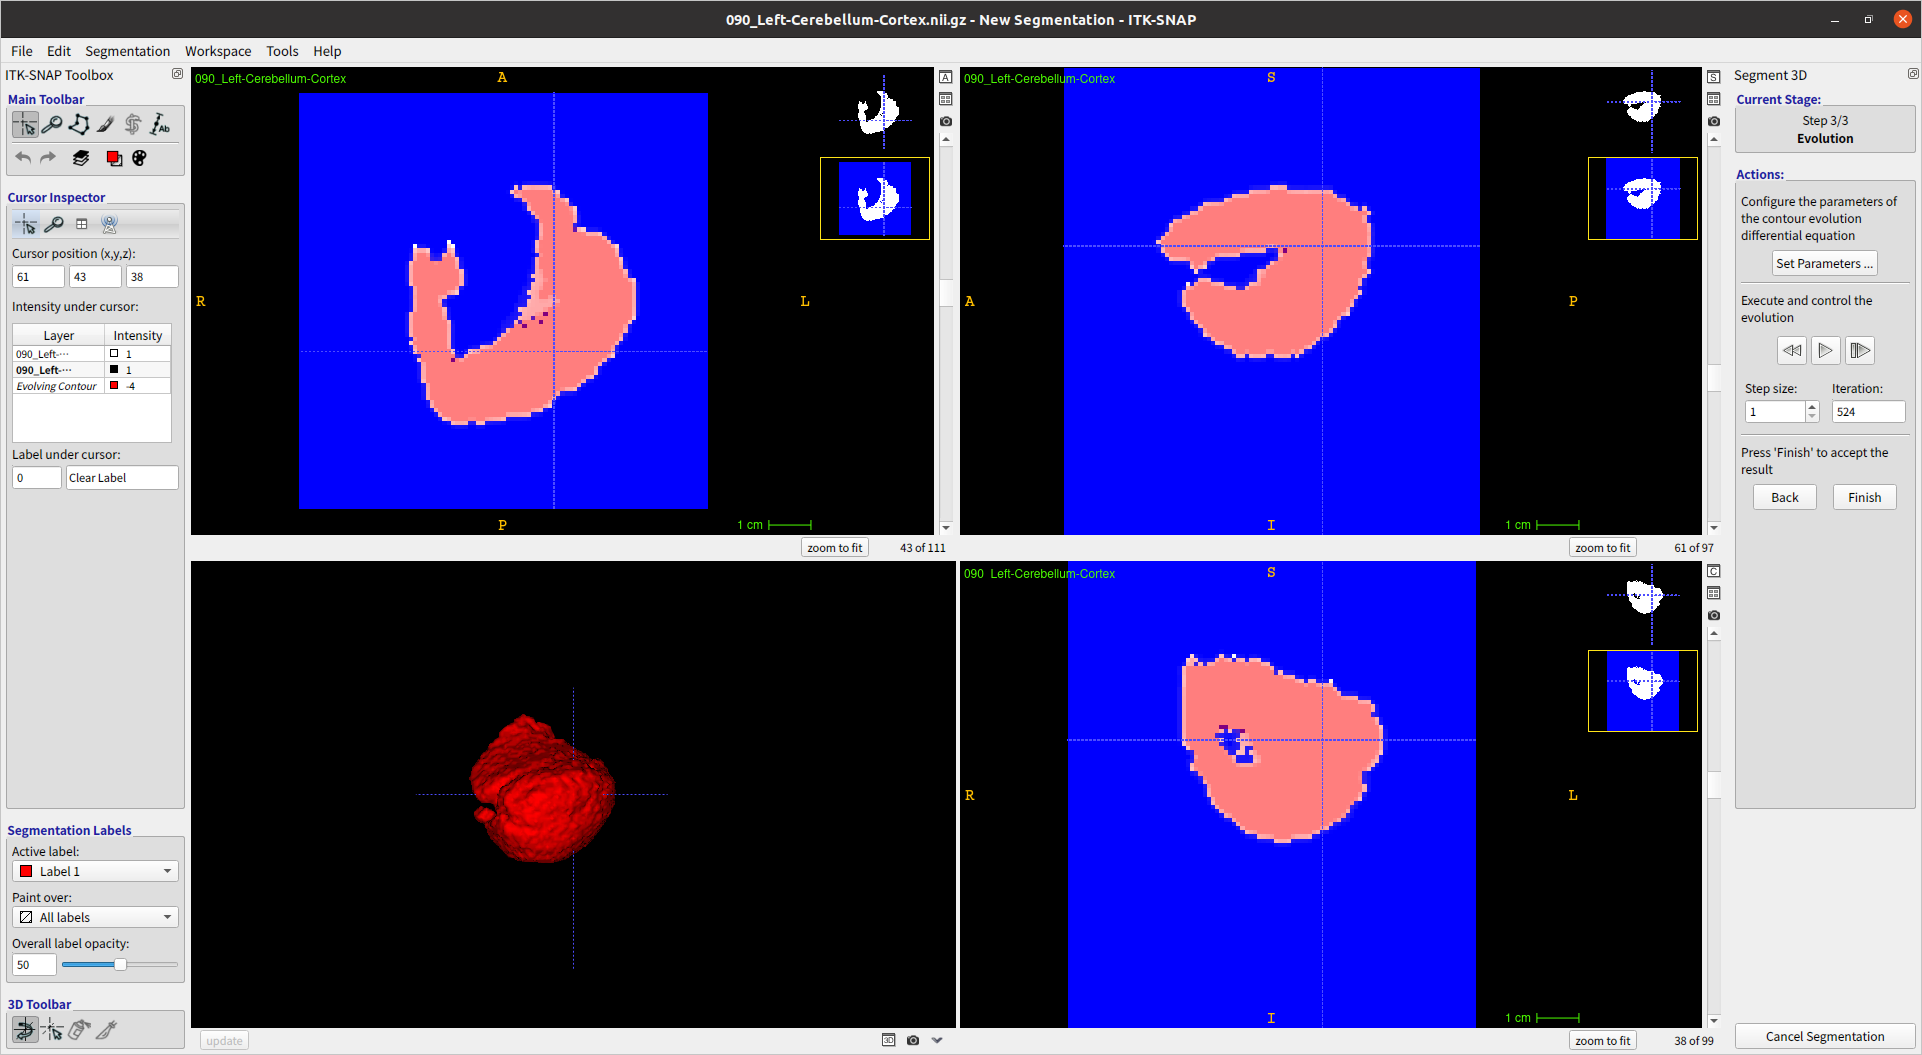 090_Left-Cerebellum-Cortex.nii.gz - New Segmentation - ITK-SNAP
File Edit Segmentation Workspace Tools Help
ITK-SNAP Toolbox
Main Toolbar
Ab
Cursor Inspector
Cursor position (x,y,z):
61 43 38
Intensity under cursor:
Layer Intensity
090_Left-··· 1
090_Left-··· 1
Evolving Contour -4
Label under cursor:
0 Clear Label
Segmentation Labels
Active label:
Label 1
Paint over:
All labels
Overall label opacity:
50
3D Toolbar
090_Left-Cerebellum-Cortex
A
R
L
P
1 cm
A
zoom to fit 43 of 111
090_Left-Cerebellum-Cortex
S
A
P
I
1 cm
S
zoom to fit 61 of 97
update
3D
090 Left-Cerebellum-Cortex
S
R
L
I
1 cm
C
zoom to fit 38 of 99
Segment 3D
Current Stage:
Step 3/3
Evolution
Actions:
Configure the parameters of
the contour evolution
differential equation
Set Parameters ...
Execute and control the
evolution
Step size: Iteration:
1 524
Press 'Finish' to accept the
result
Back Finish
Cancel Segmentation